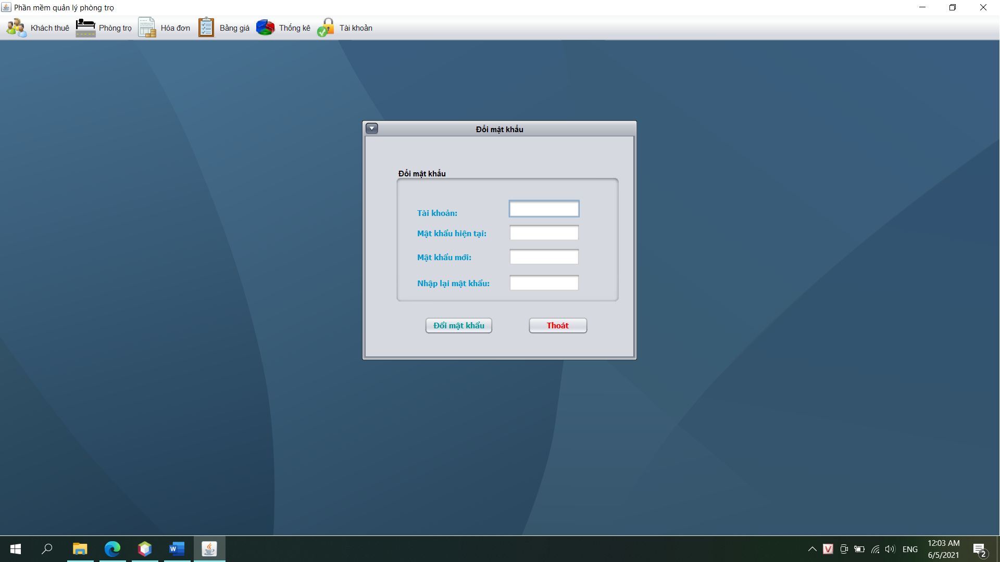 Phần mềm quản lý phòng trọ
Khách thuê Phòng trọ Hóa đơn Bảng giá Thống kê Tài khoản
Đổi mật khẩu
Đổi mật khẩu
Tài khoản:
Mật khẩu hiện tại:
Mật khẩu mới:
Nhập lại mật khẩu:
Đổi mật khẩu Thoát
W V ENG 12:03 AM
6/5/2021 2